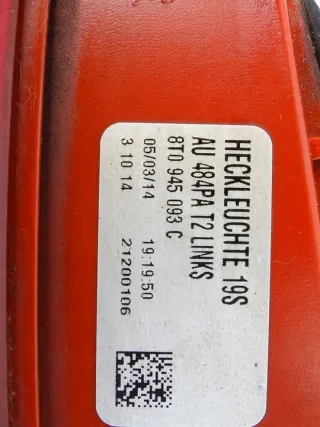 HECKLEUCHTE 19S
AU 484PA T2 LINKS
8T0 945 093 C
05/03/14 19:19:50
3 10 14 21200106